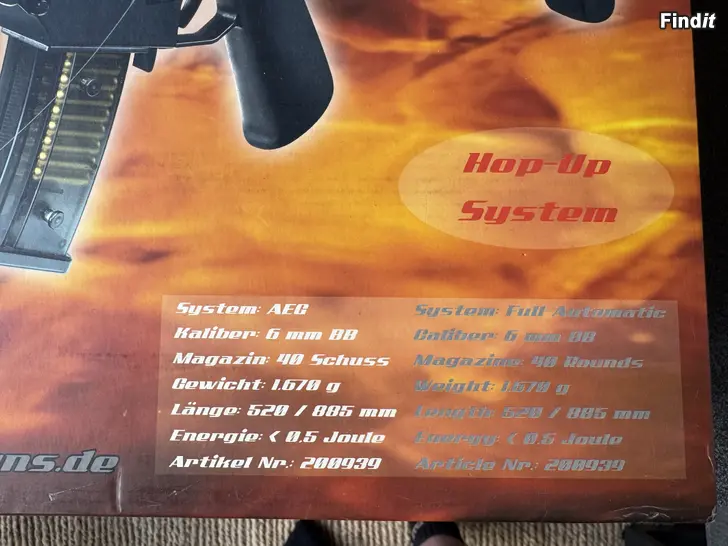 Findit
Hop-Up
System
System: AEG
Kaliber: 6 mm BB
Magazin: 40 Schuss
Gewicht: 1.670 g
Länge: 520 / 885 mm
Energie: < 0.5 Joule
Artikel Nr.: 200939
System: Full Automatic
Caliber: 6 mm BB
Magazine: 40 Rounds
Weight: 1.670 g
Length: 520 / 885 mm
Energy: < 0.5 Joule
Article Nr.: 200939
uns.de